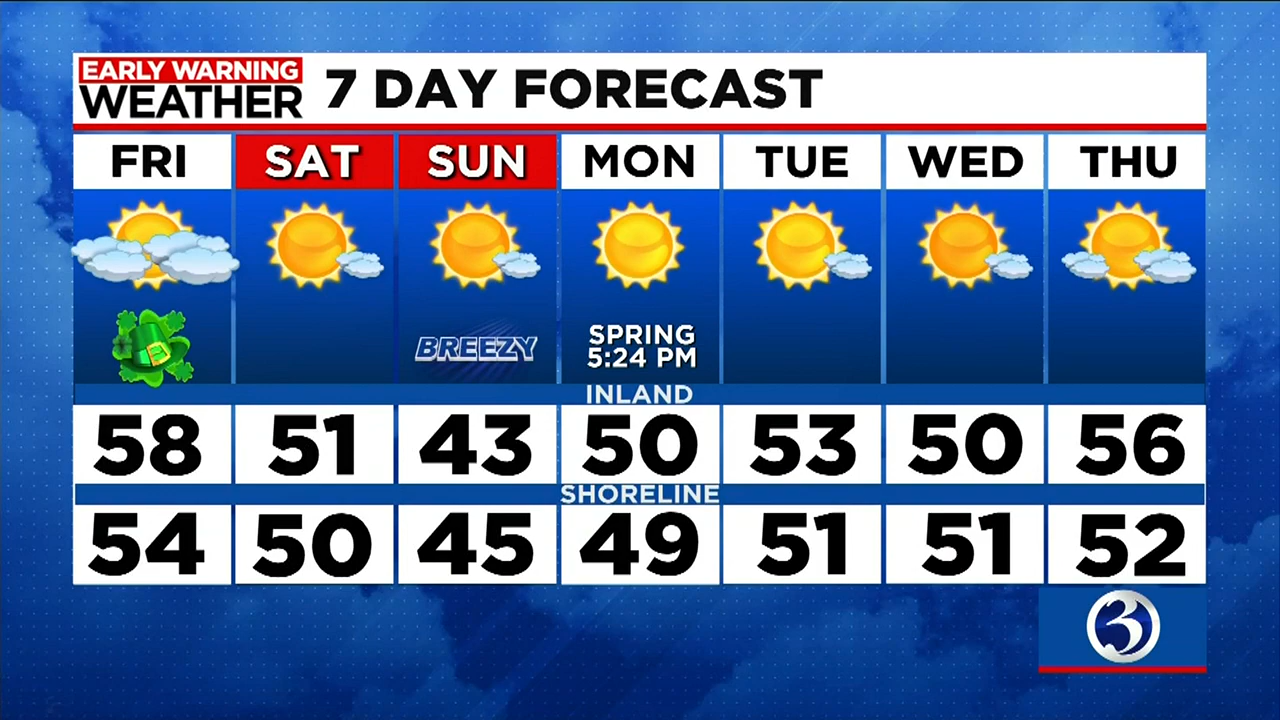 EARLY WARNING
WEATHER
7 DAY FORECAST
FRI SAT SUN MON TUE WED THU
BREEZY
SPRING
5:24 PM
INLAND
58 51 43 50 53 50 56
SHORELINE
54 50 45 49 51 51 52
3